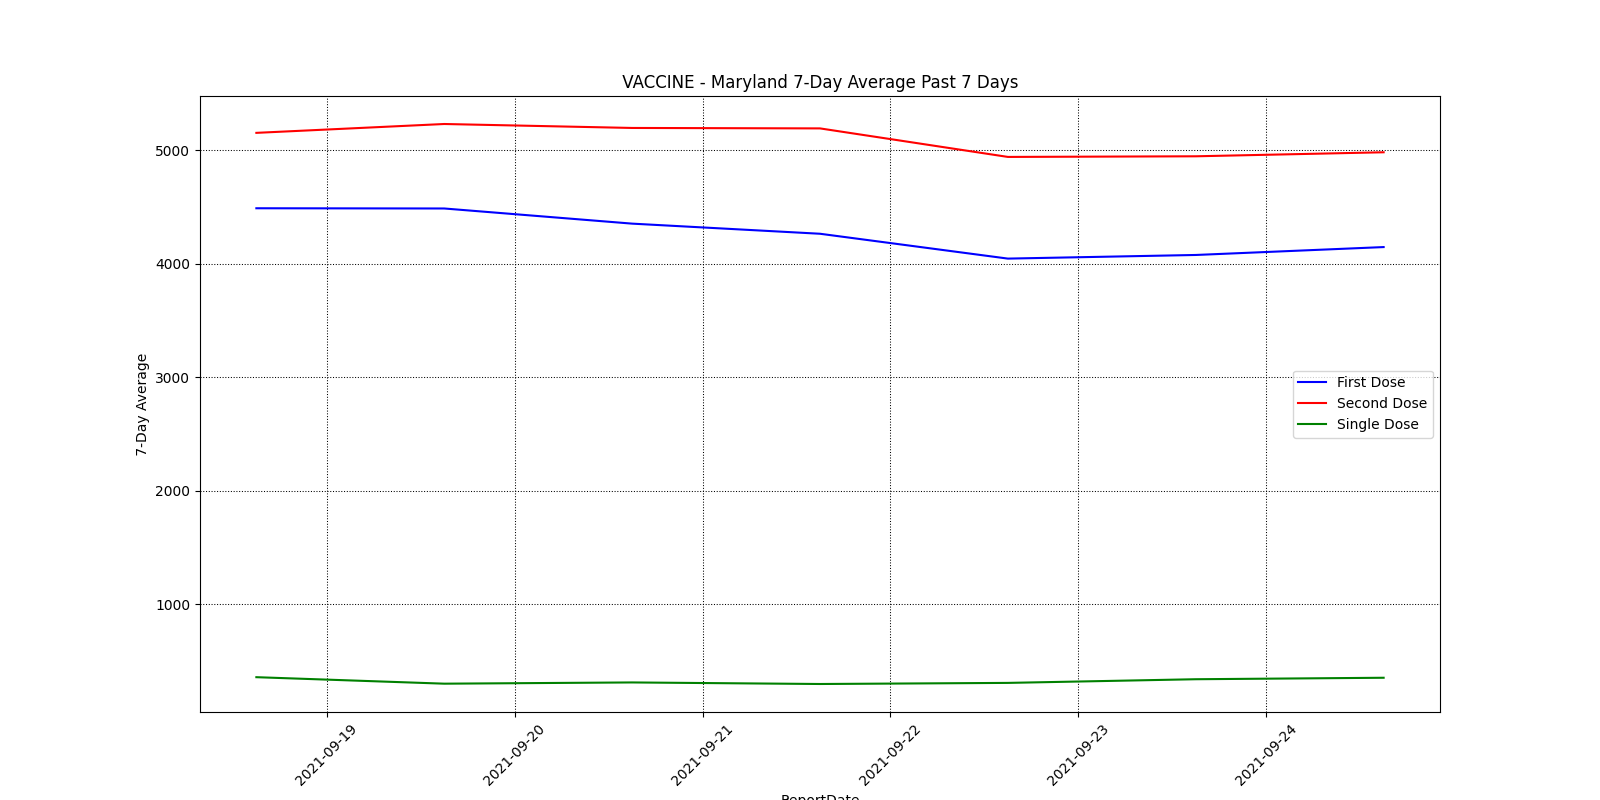 VACCINE - Maryland 7-Day Average Past 7 Days
5000
4000
3000
2000
1000
7-Day Average
First Dose
Second Dose
Single Dose
2021-09-19
2021-09-20
2021-09-21
2021-09-22
2021-09-23
2021-09-24
ReportDate